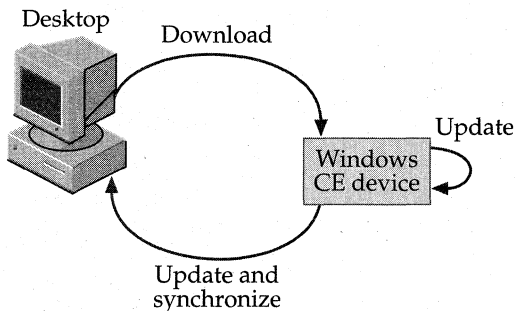 Desktop
Download
Update
Windows
CE device
Update and
synchronize